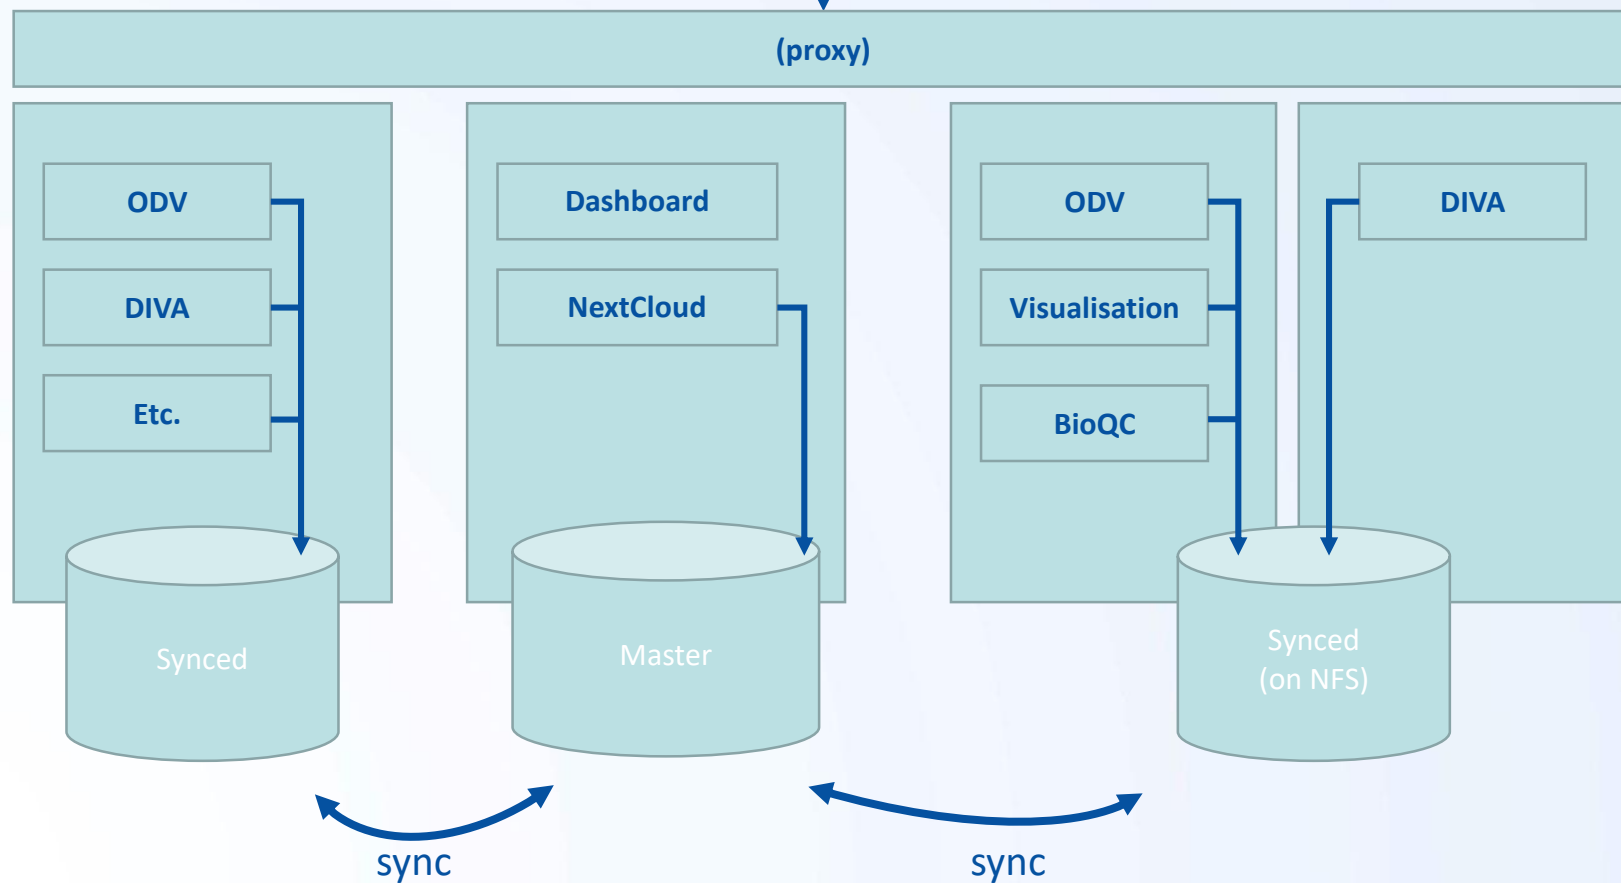 (proxy)
ODV
DIVA
Etc.
Synced
Dashboard
NextCloud
Master
ODV
Visualisation
BioQC
DIVA
Synced
(on NFS)
sync
sync